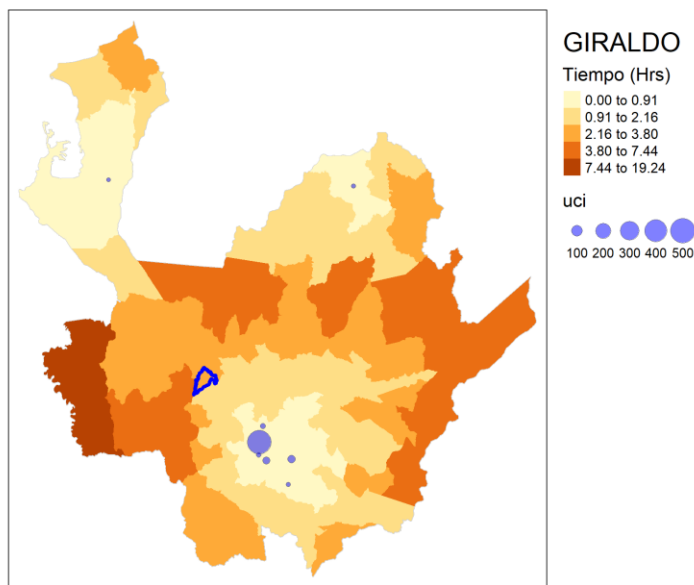 GIRALDO
Tiempo (Hrs)
0.00 to 0.91
0.91 to 2.16
2.16 to 3.80
3.80 to 7.44
7.44 to 19.24
uci
100 200 300 400 500